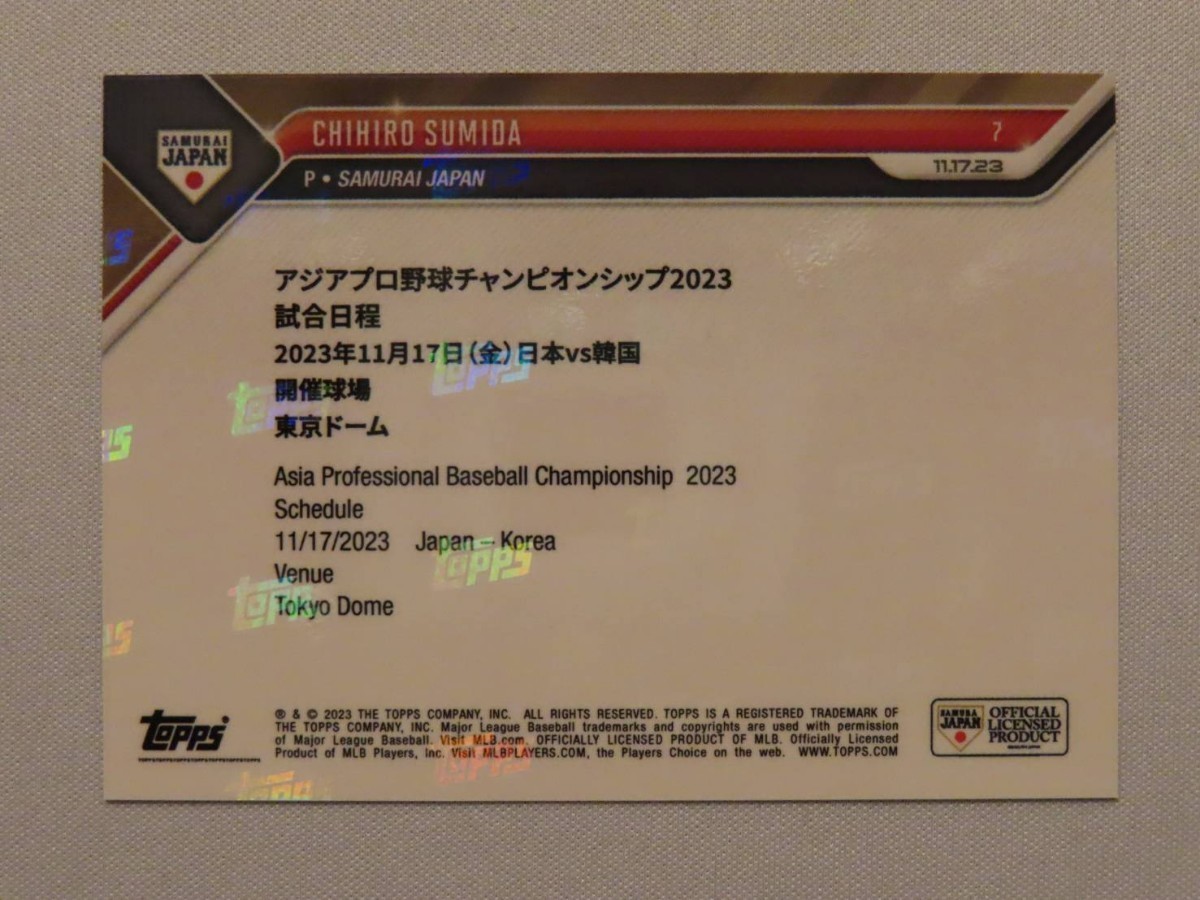 SAMURAI
JAPAN
CHIHIRO SUMIDA
7
P • SAMURAI JAPAN
11.17.23
アジアプロ野球チャンピオンシップ2023
試合日程
2023年11月17日（金）日本vs韓国
開催球場
東京ドーム
Asia Professional Baseball Championship 2023
Schedule
11/17/2023 Japan – Korea
Venue
Tokyo Dome
topps
® & © 2023 THE TOPPS COMPANY, INC. ALL RIGHTS RESERVED. TOPPS IS A REGISTERED TRADEMARK OF
THE TOPPS COMPANY, INC. Major League Baseball trademarks and copyrights are used with permission
of Major League Baseball. Visit MLB.com. OFFICIALLY LICENSED PRODUCT OF MLB. Officially Licensed
Product of MLB Players, Inc. Visit MLBPLAYERS.COM, the Players Choice on the web. WWW.TOPPS.COM
SAMURAI
JAPAN
OFFICIAL
LICENSED
PRODUCT